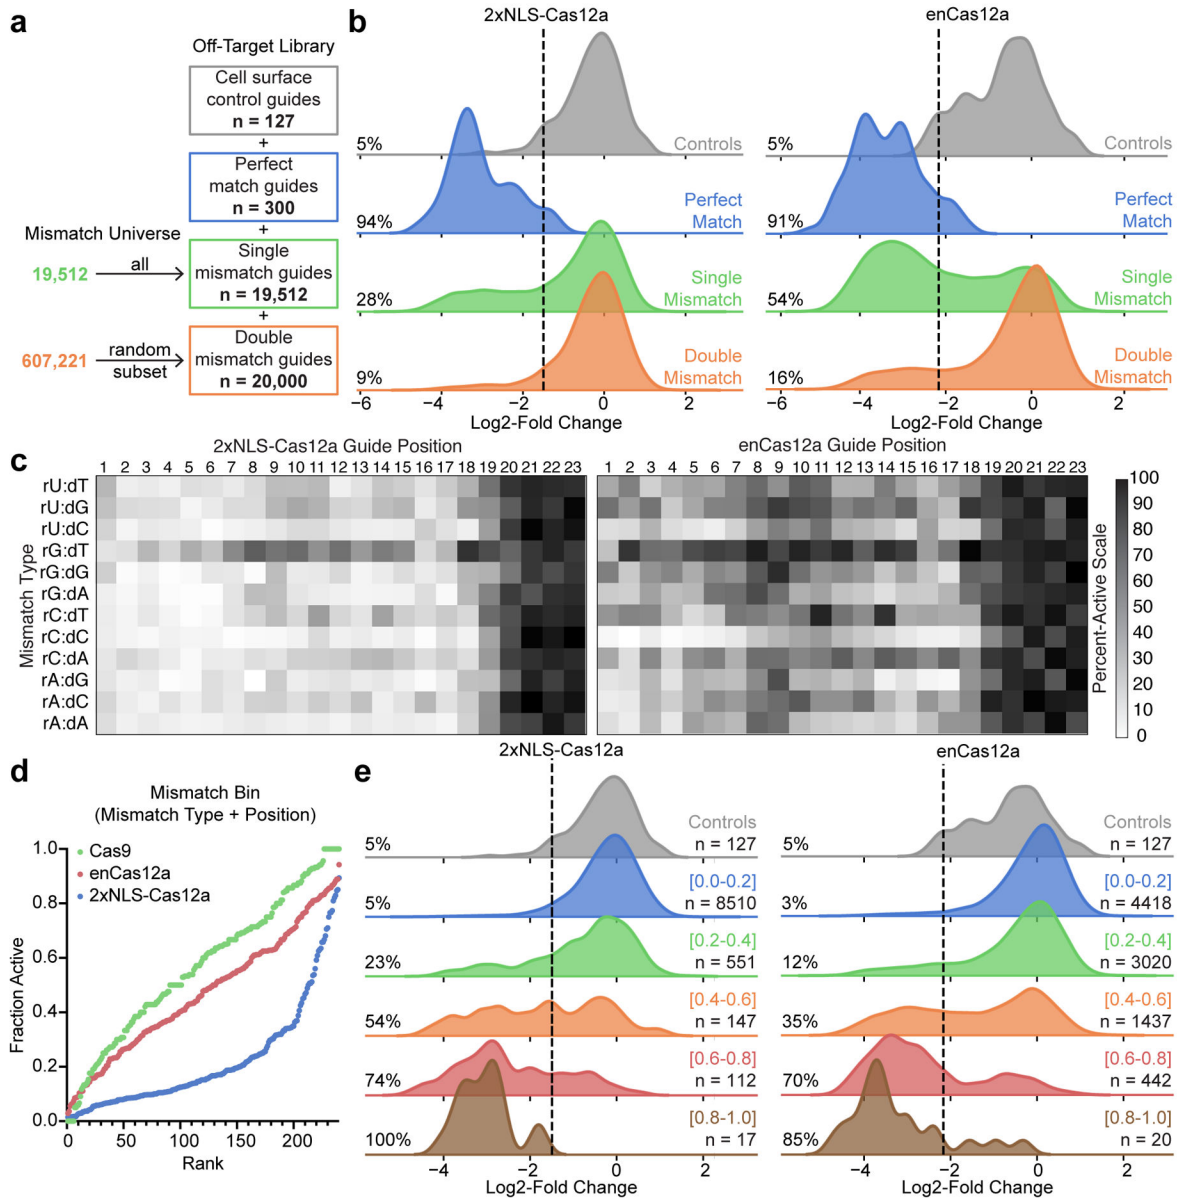 a
Off-Target Library
Cell surface
control guides
n = 127
+
Perfect
match guides
n = 300
+
Mismatch Universe
19,512
all
Single
mismatch guides
n = 19,512
+
607,221
random
subset
Double
mismatch guides
n = 20,000
b
2xNLS-Cas12a
5%
Controls
94%
Perfect
Match
28%
Single
Mismatch
9%
Double
Mismatch
−6 −4 −2 0 2
Log2-Fold Change
enCas12a
5%
Controls
91%
Perfect
Match
54%
Single
Mismatch
16%
Double
Mismatch
−6 −4 −2 0 2
Log2-Fold Change
c
2xNLS-Cas12a Guide Position
1 2 3 4 5 6 7 8 9 10 11 12 13 14 15 16 17 18 19 20 21 22 23
enCas12a Guide Position
1 2 3 4 5 6 7 8 9 10 11 12 13 14 15 16 17 18 19 20 21 22 23
Mismatch Type
rU:dT
rU:dG
rU:dC
rG:dT
rG:dG
rG:dA
rC:dT
rC:dC
rC:dA
rA:dG
rA:dC
rA:dA
Percent-Active Scale
100
90
80
70
60
50
40
30
20
10
0
d
Mismatch Bin
(Mismatch Type + Position)
Cas9
enCas12a
2xNLS-Cas12a
Fraction Active
1.0
0.8
0.6
0.4
0.2
0.0
0 50 100 150 200
Rank
e
2xNLS-Cas12a
5%
Controls
n = 127
5%
[0.0-0.2]
n = 8510
23%
[0.2-0.4]
n = 551
54%
[0.4-0.6]
n = 147
74%
[0.6-0.8]
n = 112
100%
[0.8-1.0]
n = 17
−4 −2 0 2
Log2-Fold Change
enCas12a
5%
Controls
n = 127
3%
[0.0-0.2]
n = 4418
12%
[0.2-0.4]
n = 3020
35%
[0.4-0.6]
n = 1437
70%
[0.6-0.8]
n = 442
85%
[0.8-1.0]
n = 20
−4 −2 0 2
Log2-Fold Change